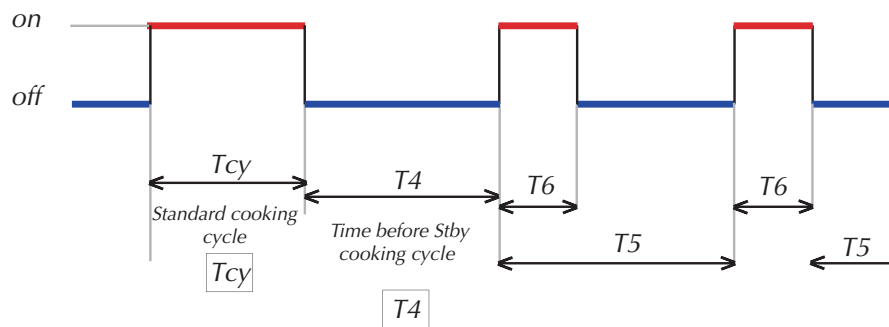 on
off
Tcy
T4
T6
T6
Standard cooking
cycle
Time before Stby
cooking cycle
T5
T5
Tcy
T4